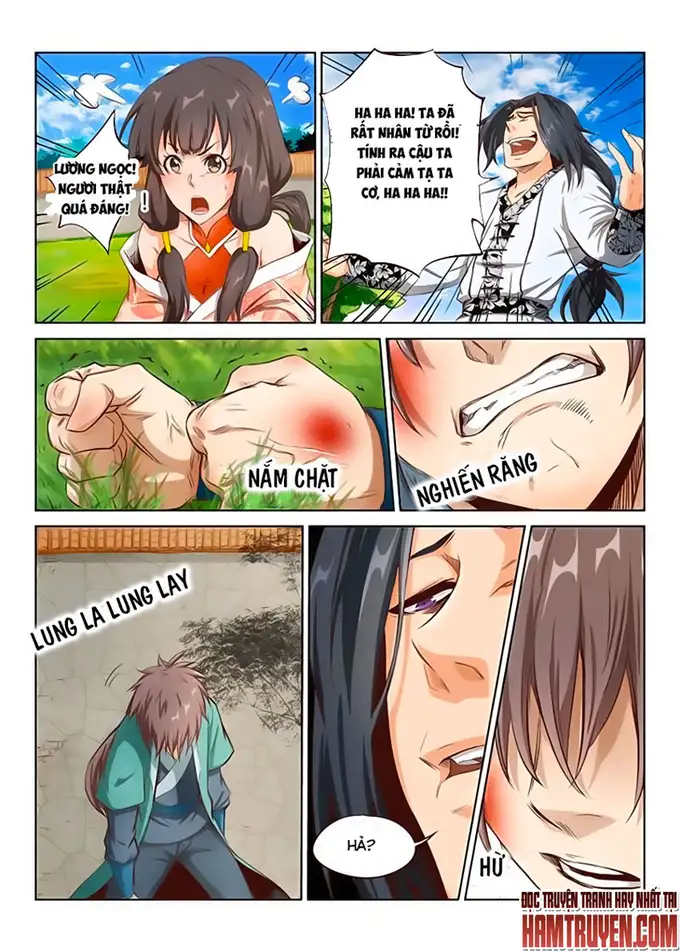 LƯƠNG NGỌC!
NGƯƠI THẬT
QUÁ ĐÁNG!
!
HA HA HA! TA ĐÃ
RẤT NHÂN TỪ RỒI!
TÍNH RA CẬU TA
PHẢI CẢM TẠ TA
CƠ, HA HA HA!!
NẮM CHẶT
NGHIẾN RĂNG
LUNG LA LUNG LAY
HẢ?
HỪ
ĐỌC TRUYỆN TRANH HAY NHẤT TẠI
HAMTRUYEN.COM